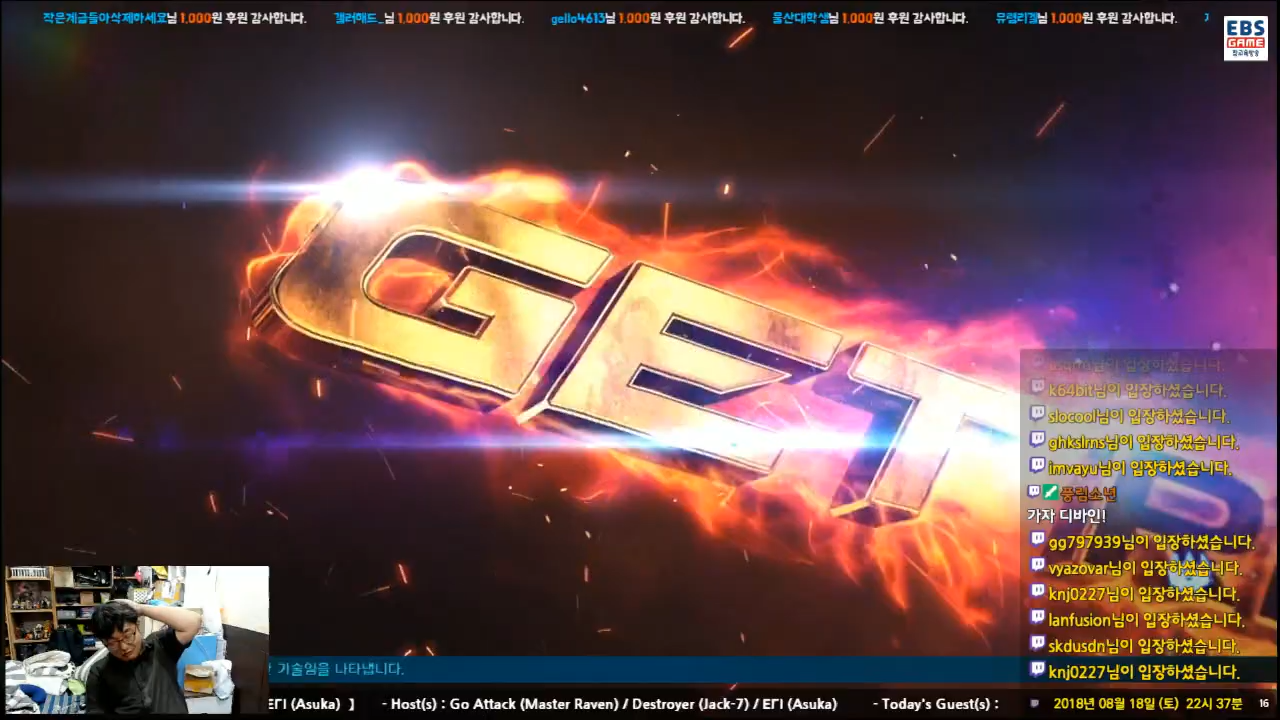 작은계글들아삭제하세요님 1,000원 후원 감사합니다. 갤러해드_님 1,000원 후원 감사합니다. gello4613님 1,000원 후원 감사합니다. 울산대학생님 1,000원 후원 감사합니다. 유령리겔님 1,000원 후원 감사합니다.
EBS
GAME
GET
k64bit님이 입장하셨습니다.
slocool님이 입장하셨습니다.
ghkslms님이 입장하셨습니다.
imvayu님이 입장하셨습니다.
풍림소년
가자 디바인!
gg797939님이 입장하셨습니다.
vyazovar님이 입장하셨습니다.
knj0227님이 입장하셨습니다.
lanfusion님이 입장하셨습니다.
skdusdn님이 입장하셨습니다.
knj0227님이 입장하셨습니다.
기술임을 나타냅니다.
(Asuka) 】 - Host(s) : Go Attack (Master Raven) / Destroyer (Jack-7) / ETI (Asuka) - Today's Guest(s) :
2018년 08월 18일 (토) 22시 37분 16